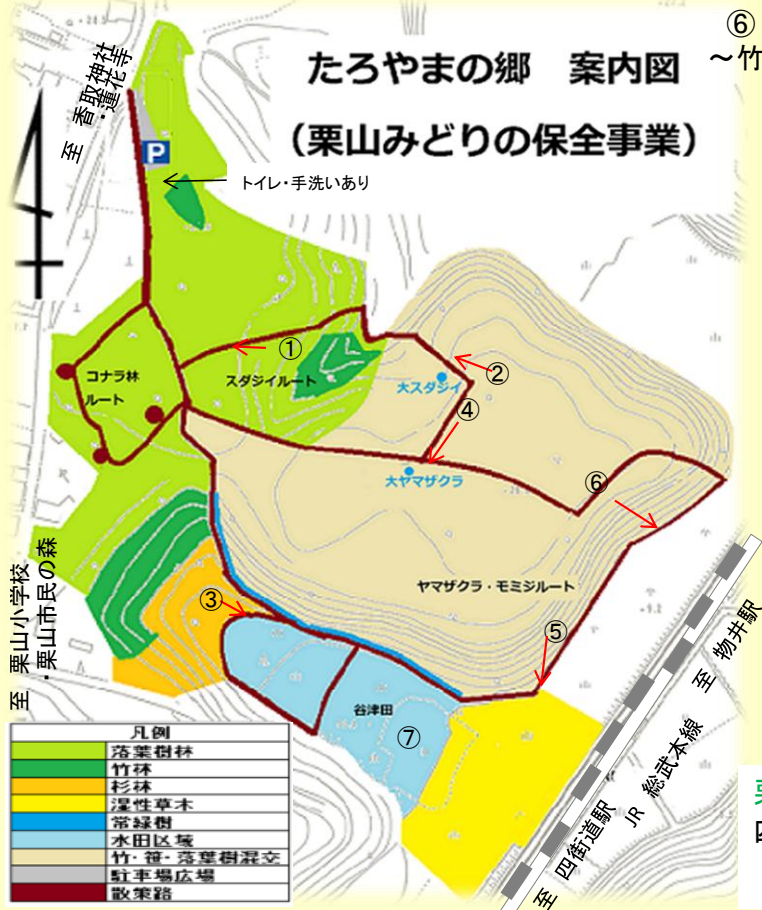 ⑥
～竹
たろやまの郷　案内図
（栗山みどりの保全事業）
至 香取神社
・蓮花寺
P
トイレ・手洗いあり
①
コナラ林
ルート
スダジイルート
②
大スダジイ
④
大ヤマザクラ
⑥
ヤマザクラ・モミジルート
至 栗山小学校
・栗山市民の森
③
⑤
谷津田
⑦
至 物井駅
JR 総武本線
至 四街道駅
凡例
落葉樹林
竹林
杉林
湿性草木
常緑樹
水田区域
竹・笹・落葉樹混交
駐車場広場
散策路